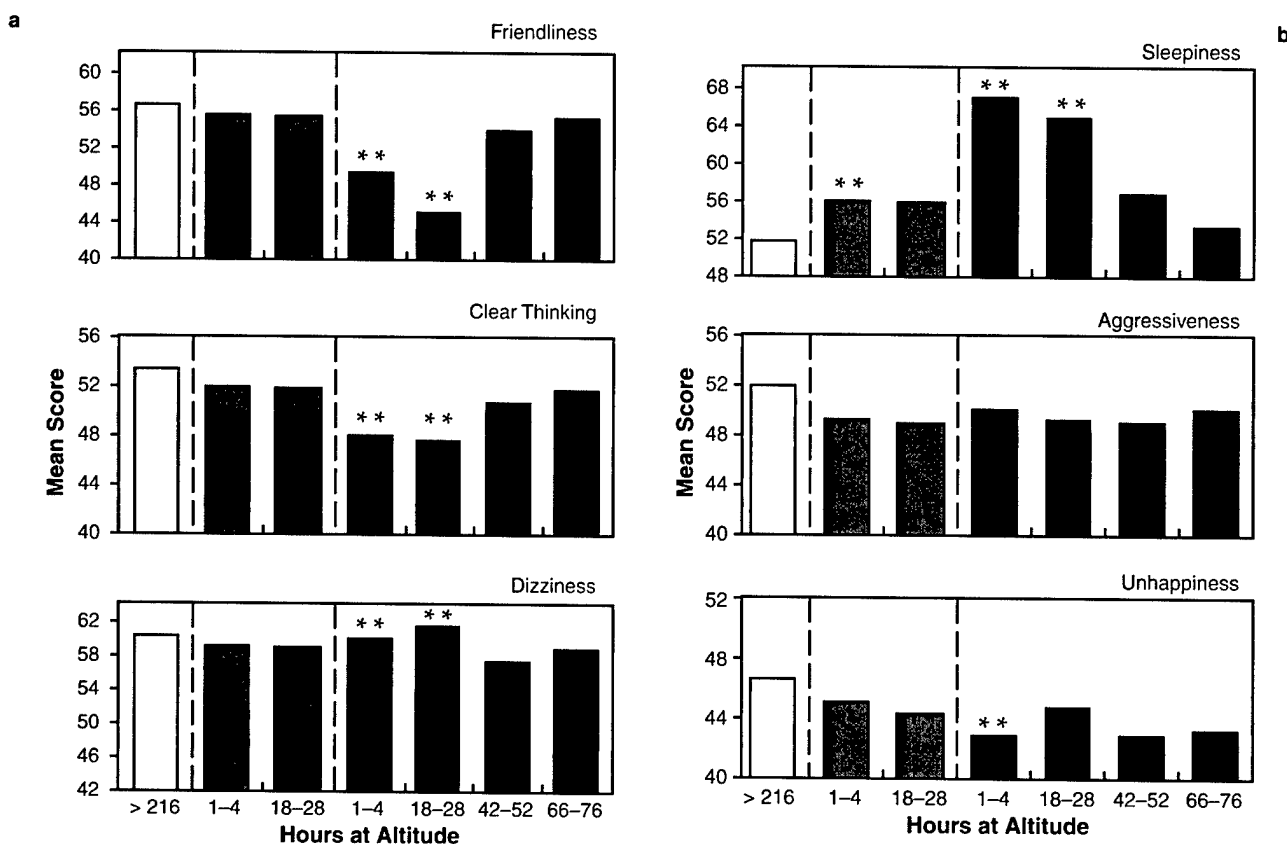 a
Friendliness
60
56
52
48
44
40
** **
Clear Thinking
56
52
48
44
40
** **
Mean Score
Dizziness
62
58
54
50
46
42
** **
> 216 1–4 18–28 1–4 18–28 42–52 66–76
Hours at Altitude
b
Sleepiness
68
64
60
56
52
48
** ** **
Aggressiveness
56
52
48
44
40
Mean Score
Unhappiness
52
48
44
40
**
> 216 1–4 18–28 1–4 18–28 42–52 66–76
Hours at Altitude